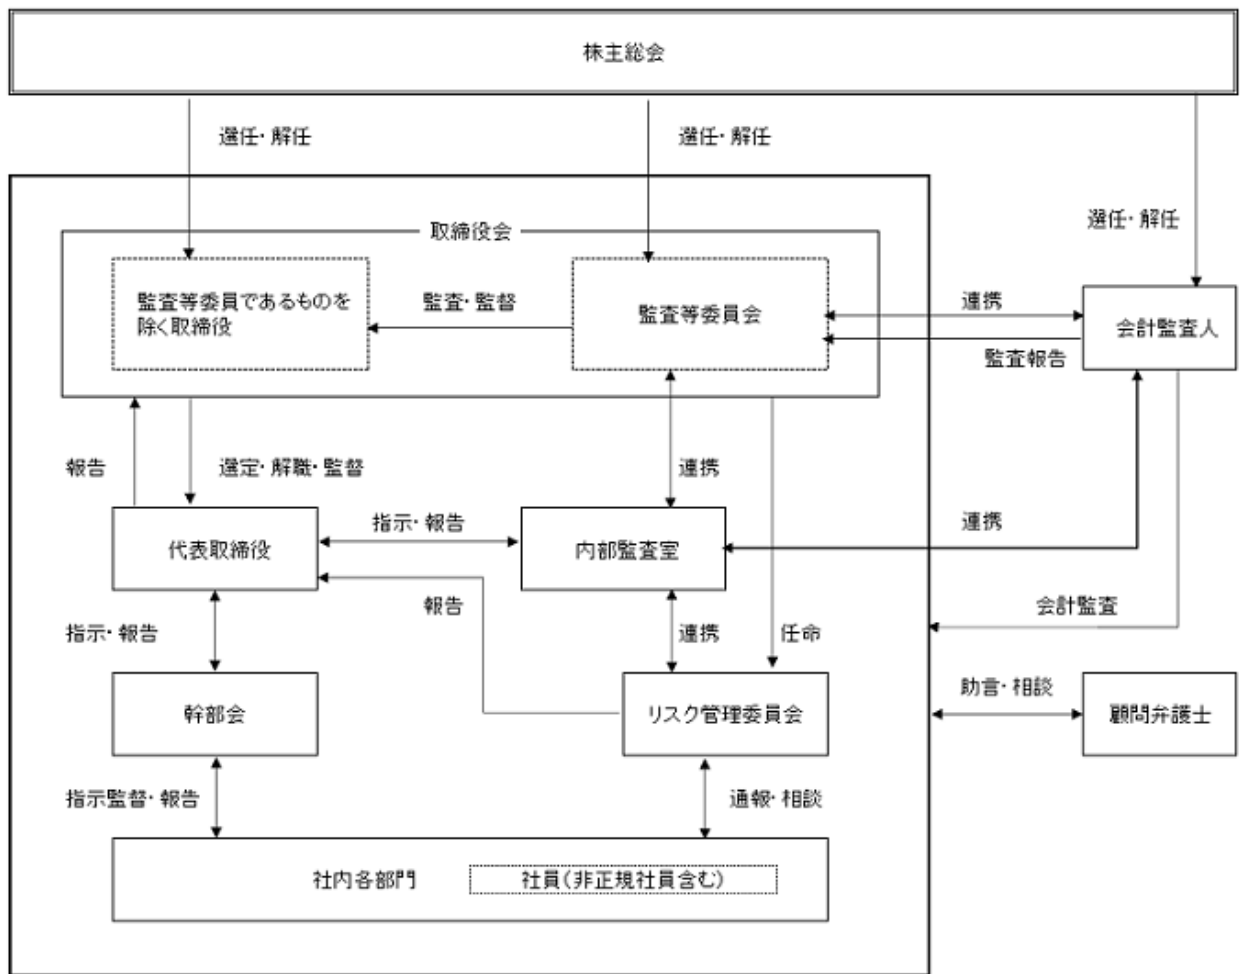 株主総会
選任・解任
選任・解任
選任・解任
取締役会
監査等委員であるものを
除く取締役
監査・監督
監査等委員会
連携
会計監査人
監査報告
報告
選定・解職・監督
連携
指示・報告
連携
代表取締役
内部監査室
報告
会計監査
指示・報告
連携
任命
助言・相談
幹部会
リスク管理委員会
顧問弁護士
指示監督・報告
通報・相談
社内各部門
社員(非正規社員含む)